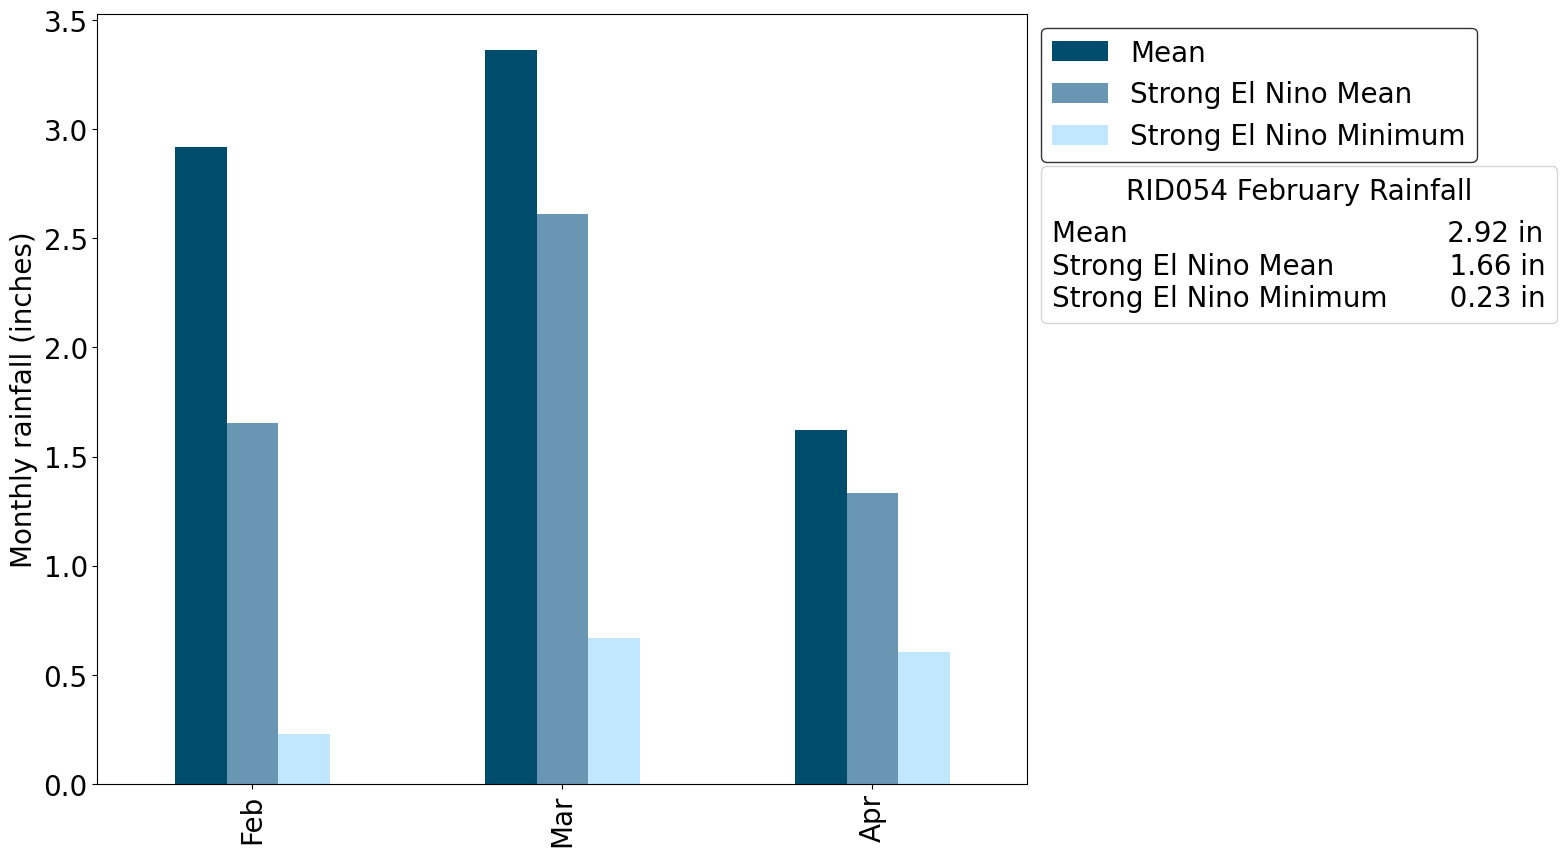 3.5
3.0
2.5
2.0
1.5
1.0
0.5
0.0
Monthly rainfall (inches)
Feb
Mar
Apr
Mean
Strong El Nino Mean
Strong El Nino Minimum
RID054 February Rainfall
Mean 2.92 in
Strong El Nino Mean 1.66 in
Strong El Nino Minimum 0.23 in